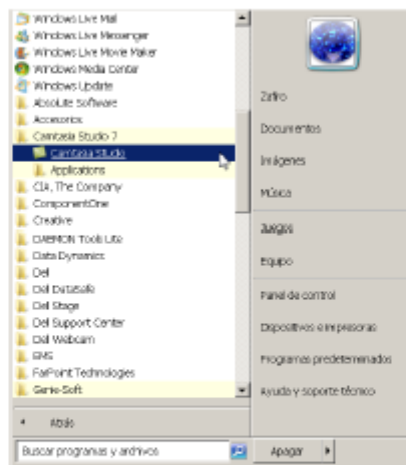 Windows Live Mail
Windows Live Messenger
Windows Live Movie Maker
Windows Media Center
Windows Update
Absolute Software
Accesorios
Camtasia Studio 7
Camtasia Studio
Applications
CIA, The Company
ComponentOne
Creative
DAEMON Tools Lite
Data Dynamics
Dell
Dell DataSafe
Dell Stage
Dell Support Center
Dell Webcam
EMS
FarPoint Technologies
Genie-Soft
Atrás
Buscar programas y archivos
Zafiro
Documentos
Imágenes
Música
Juegos
Equipo
Panel de control
Dispositivos e impresoras
Programas predeterminados
Ayuda y soporte técnico
Apagar